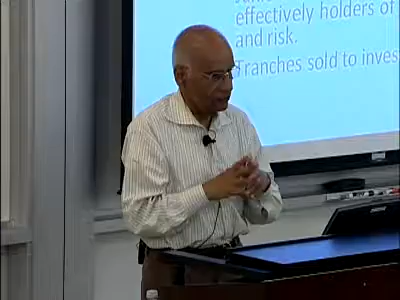 effectively holders of
and risk.
Tranches sold to inves